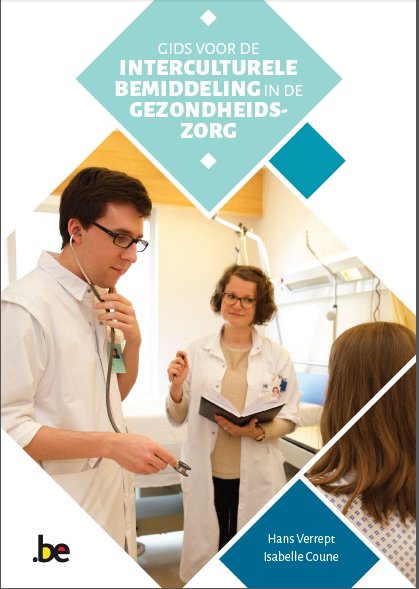 GIDS VOOR DE
INTERCULTURELE
BEMIDDELING IN DE
GEZONDHEIDS-
ZORG
Hans Verrept
Isabelle Coune
.be